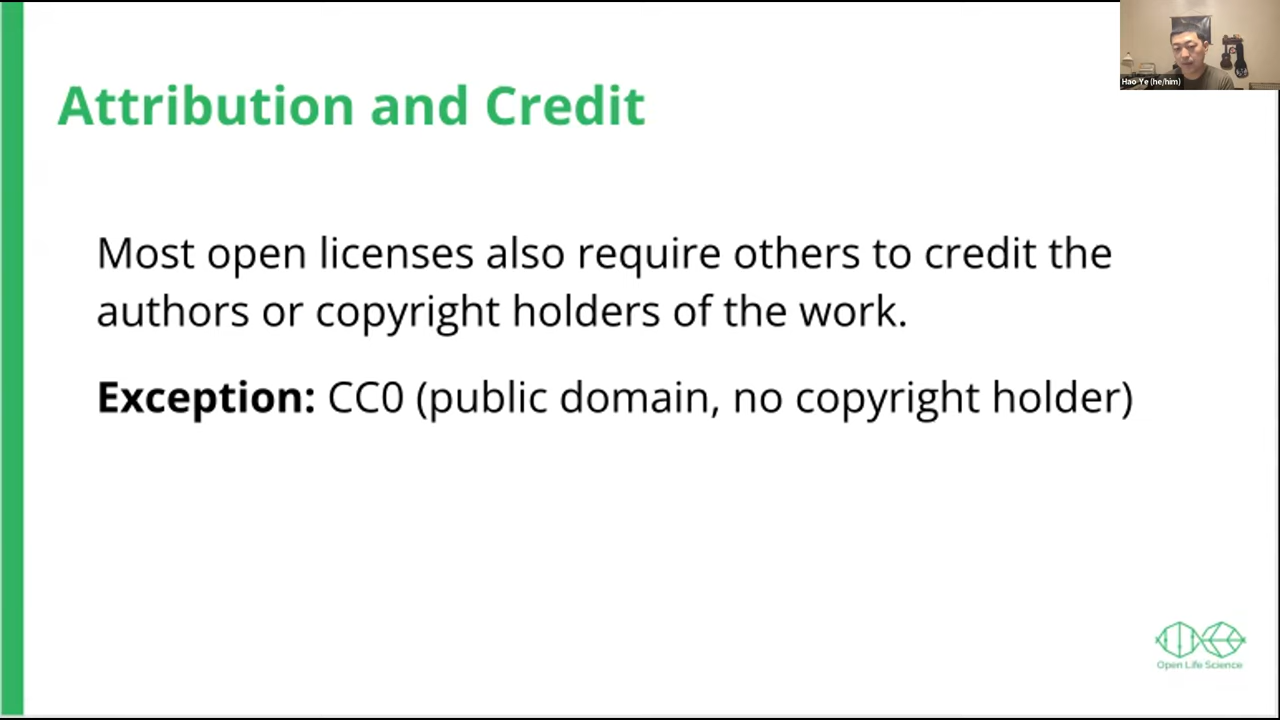 Attribution and Credit
Hao Ye (he/him)
Most open licenses also require others to credit the
authors or copyright holders of the work.
Exception: CC0 (public domain, no copyright holder)
Open Life Science